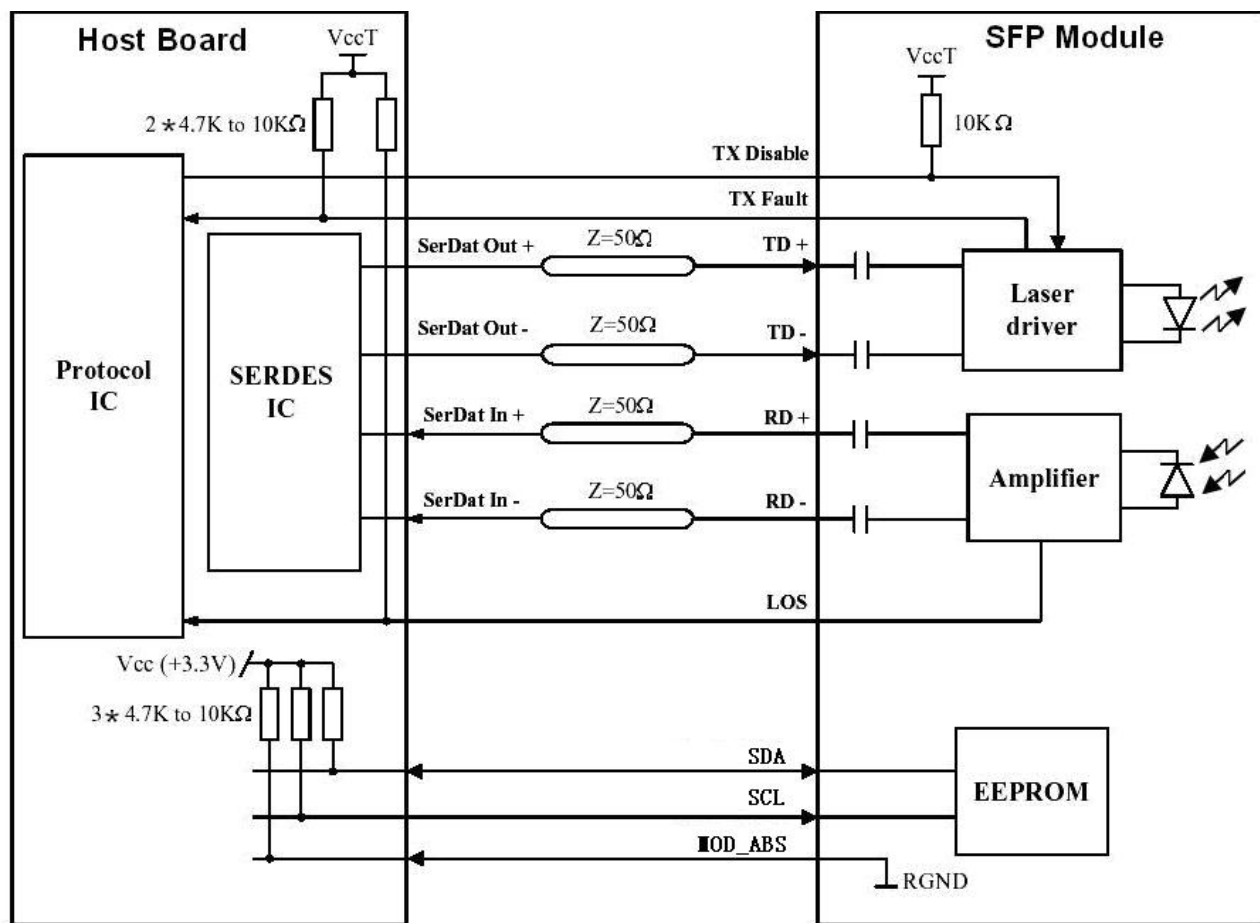 Host Board
SFP Module
VccT
VccT
2*4.7K to 10KΩ
10KΩ
TX Disable
TX Fault
SerDat Out +
Z=50Ω
TD +
SerDat Out -
Z=50Ω
TD -
Laser
driver
Protocol
IC
SERDES
IC
SerDat In +
Z=50Ω
RD +
SerDat In -
Z=50Ω
RD -
Amplifier
LOS
Vcc (+3.3V)
3*4.7K to 10KΩ
SDA
SCL
MOD_ABS
EEPROM
RGND